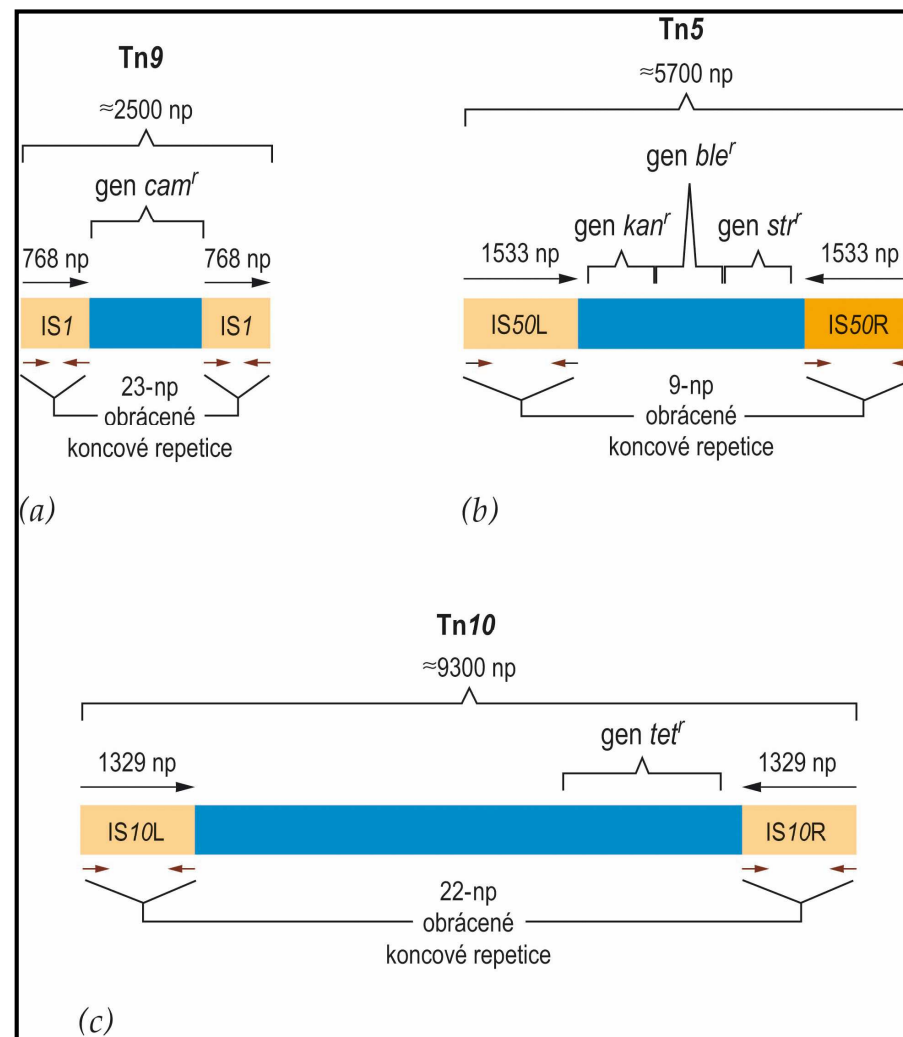 Tn9
≈2500 np
gen camʳ
768 np 768 np
IS1 IS1
23-np
obrácené
koncové repetice
(a)
Tn5
≈5700 np
gen bleʳ
gen kanʳ gen strʳ
1533 np 1533 np
IS50L IS50R
9-np
obrácené
koncové repetice
(b)
Tn10
≈9300 np
gen tetʳ
1329 np 1329 np
IS10L IS10R
22-np
obrácené
koncové repetice
(c)